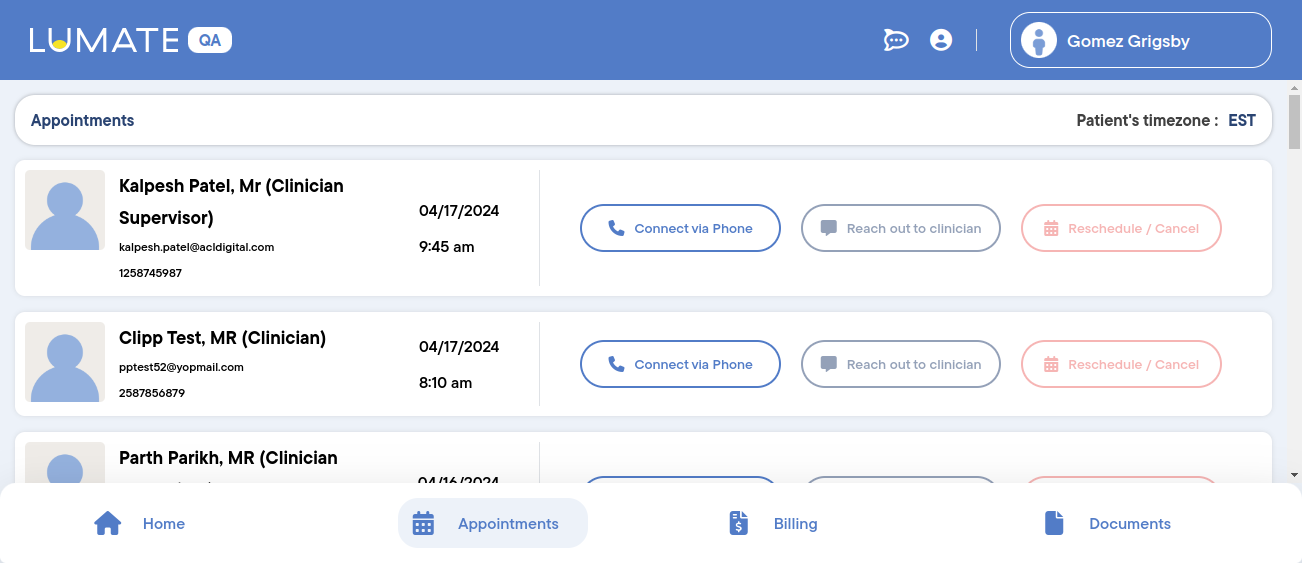 LUMATE QA
Gomez Grigsby
Appointments
Patient's timezone : EST
Kalpesh Patel, Mr (Clinician
Supervisor)
kalpesh.patel@acldigital.com
1258745987
04/17/2024
9:45 am
Connect via Phone
Reach out to clinician
Reschedule / Cancel
Clipp Test, MR (Clinician)
pptest52@yopmail.com
2587856879
04/17/2024
8:10 am
Connect via Phone
Reach out to clinician
Reschedule / Cancel
Parth Parikh, MR (Clinician
04/16/2024
Home
Appointments
Billing
Documents